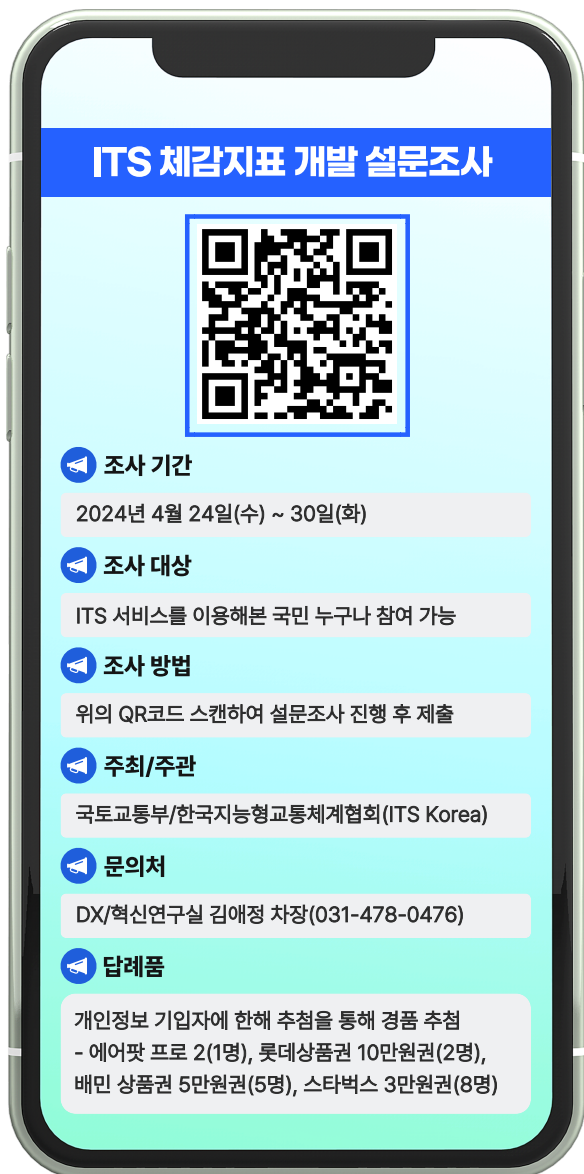 ITS 체감지표 개발 설문조사
조사 기간
2024년 4월 24일(수) ~ 30일(화)
조사 대상
ITS 서비스를 이용해본 국민 누구나 참여 가능
조사 방법
위의 QR코드 스캔하여 설문조사 진행 후 제출
주최/주관
국토교통부/한국지능형교통체계협회(ITS Korea)
문의처
DX/혁신연구실 김애정 차장(031-478-0476)
답례품
개인정보 기입자에 한해 추첨을 통해 경품 추첨
- 에어팟 프로 2(1명), 롯데상품권 10만원권(2명),
배민 상품권 5만원권(5명), 스타벅스 3만원권(8명)